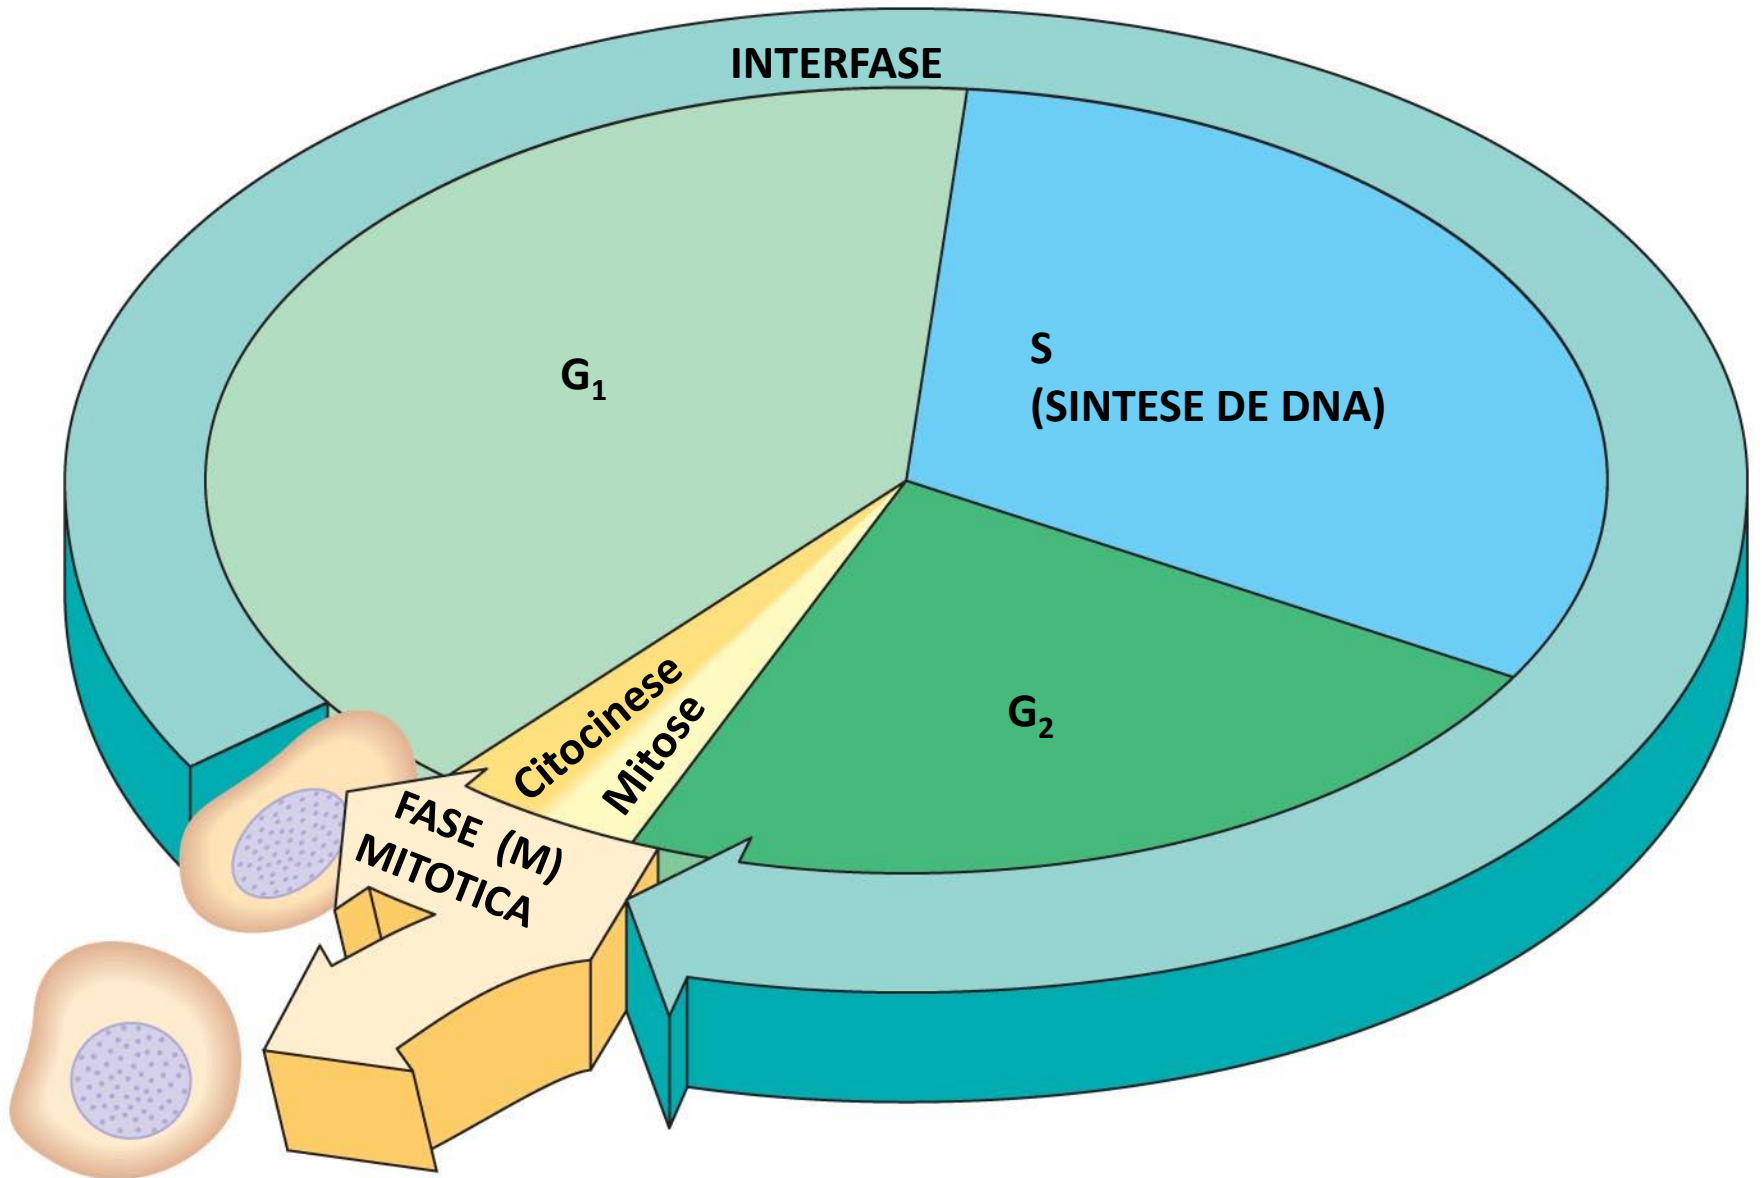 INTERFASE
G₁
S
(SINTESE DE DNA)
G₂
Citocinese
Mitose
FASE (M)
MITOTICA